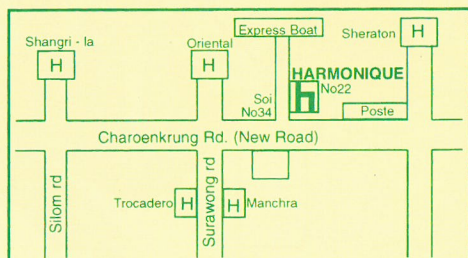 Express Boat
Sheraton
H
Shangri - la
H
Oriental
H
HARMONIQUE
h
No22
Soi
No34
Poste
Charoenkrung Rd. (New Road)
Silom rd
Surawong rd
Trocadero
H
H
Manohra